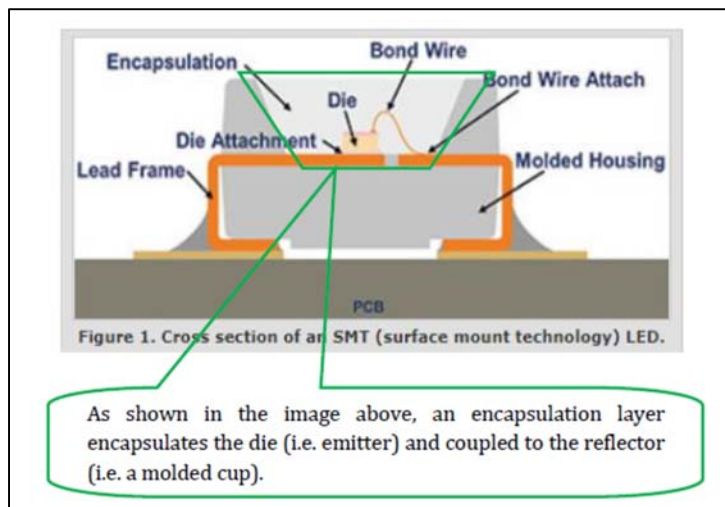 Bond Wire
Encapsulation
Bond Wire Attach
Die
Die Attachment
Molded Housing
Lead Frame
PCB
Figure 1. Cross section of an SMT (surface mount technology) LED.
As shown in the image above, an encapsulation layer
encapsulates the die (i.e. emitter) and coupled to the reflector
(i.e. a molded cup).